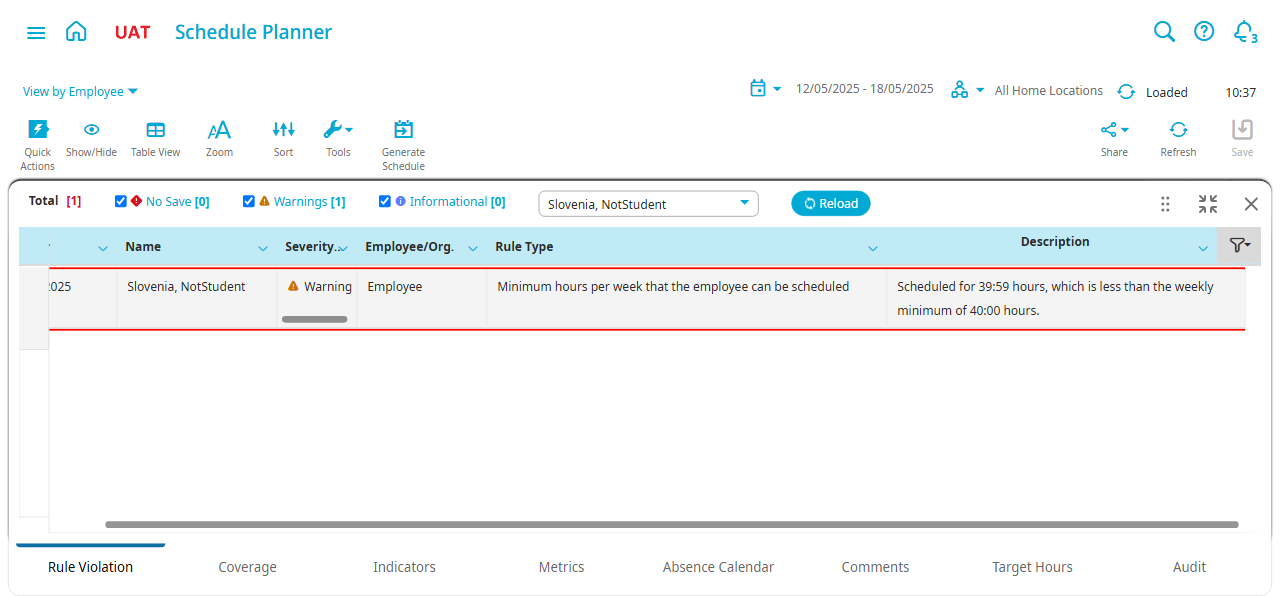 UAT Schedule Planner
3
View by Employee
12/05/2025 - 18/05/2025
All Home Locations
Loaded
10:37
Quick Actions
Show/Hide
Table View
Zoom
Sort
Tools
Generate Schedule
Share
Refresh
Save
Total [1]
No Save [0]
Warnings [1]
Informational [0]
Slovenia, NotStudent
Reload
Name
Severity...
Employee/Org.
Rule Type
Description
2025
Slovenia, NotStudent
Warning
Employee
Minimum hours per week that the employee can be scheduled
Scheduled for 39:59 hours, which is less than the weekly
minimum of 40:00 hours.
Rule Violation
Coverage
Indicators
Metrics
Absence Calendar
Comments
Target Hours
Audit